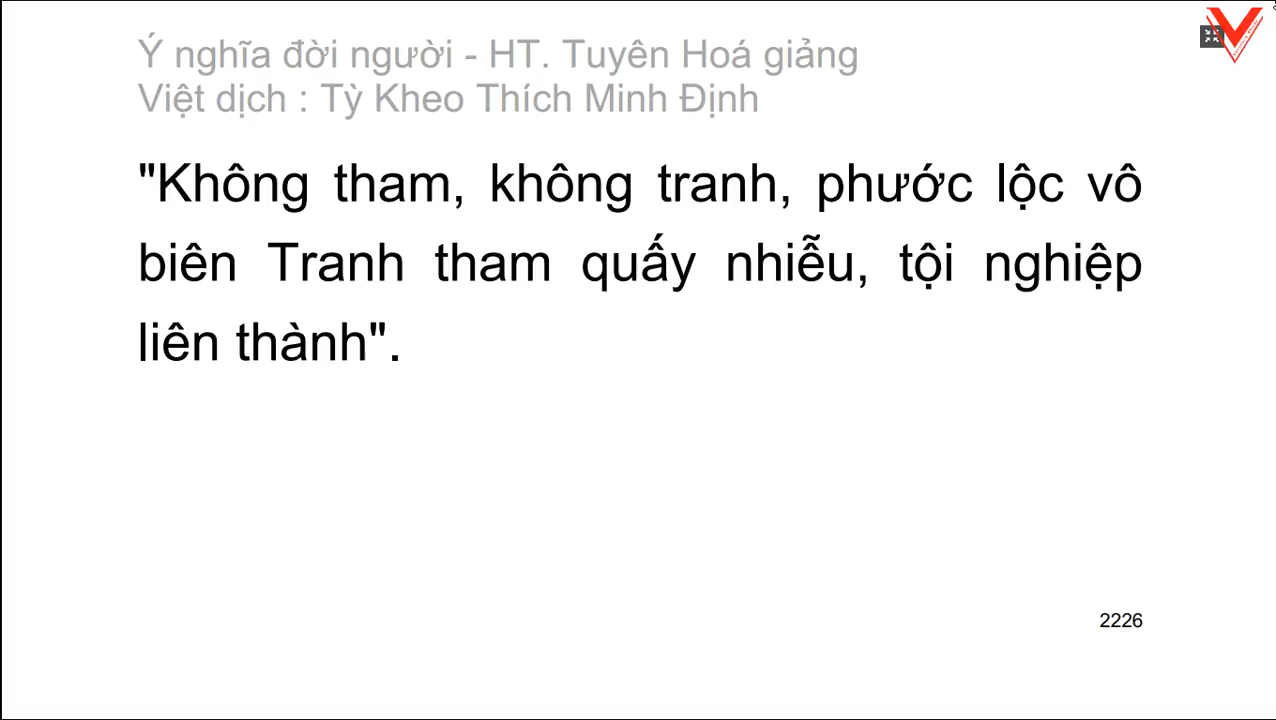 Ý nghĩa đời người - HT. Tuyên Hoá giảng
Việt dịch : Tỳ Kheo Thích Minh Định
"Không tham, không tranh, phước lộc vô
biên Tranh tham quấy nhiễu, tội nghiệp
liên thành".
2226